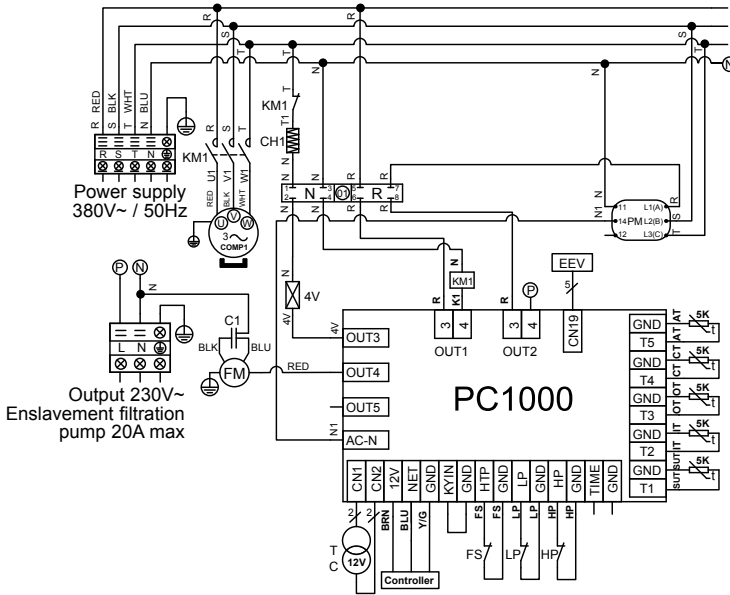 R
S
T
R
R
S
R RED
S BLK
T WHT
N BLU
S
T
T
N
R
N
N
T
N
R
S
T
KM1
T1
CH1
N
N
R
R
R S T N
KM1
U1 V1 W1
RED
BLK
WHT
Power supply
380V~ / 50Hz
U V W
3 ~
COMP1
1 3 5 7
N 01 R
2 4 6 8
N
N1
11
14
12
PM
L1(A)
L2(B)
L3(C)
R
S
T
P N
N
N
4V
4V
R
N
KM1
K1
R
P
EEV
5
CN19
3 4
3 4
OUT1
OUT2
C1
BLK
BLU
FM
RED
L N
Output 230V~
Enslavement filtration
pump 20A max
4V
OUT3
OUT4
OUT5
N1
AC-N
PC1000
GND
T5
GND
T4
GND
T3
GND
T2
GND
T1
AT
AT
5K
t
CT
CT
5K
t
OT
OT
5K
t
IT
IT
5K
t
SUT
SUT
5K
t
CN1 CN2 12V NET GND KYIN GND HTP GND LP GND HP GND TIME GND
2 2
BRN
BLU
Y/G
FS
FS
LP
LP
HP
HP
T
C
12V
FS
LP
HP
Controller